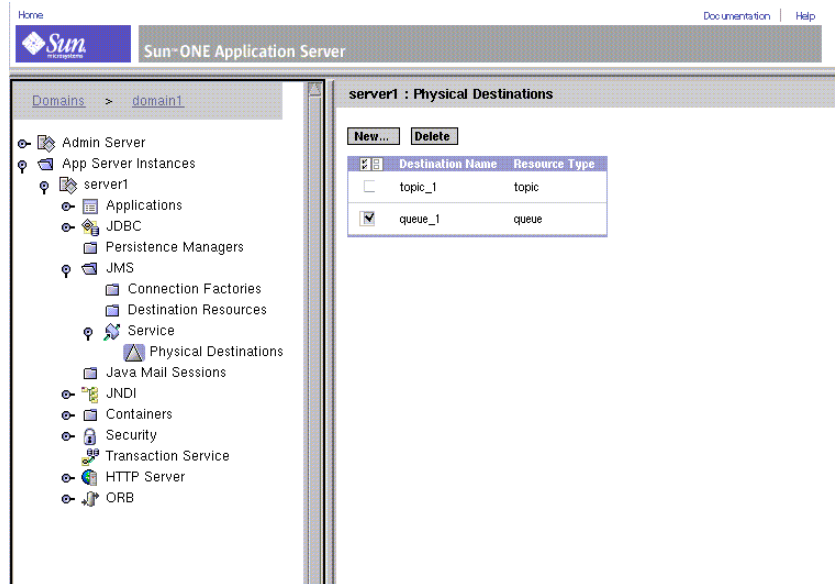 Home
Documentation | Help
Sun
microsystems
Sun™ ONE Application Server
Domains > domain1
server1 : Physical Destinations
New... Delete
Destination Name Resource Type
topic_1 topic
queue_1 queue
Admin Server
App Server Instances
server1
Applications
JDBC
Persistence Managers
JMS
Connection Factories
Destination Resources
Service
Physical Destinations
Java Mail Sessions
JNDI
Containers
Security
Transaction Service
HTTP Server
ORB